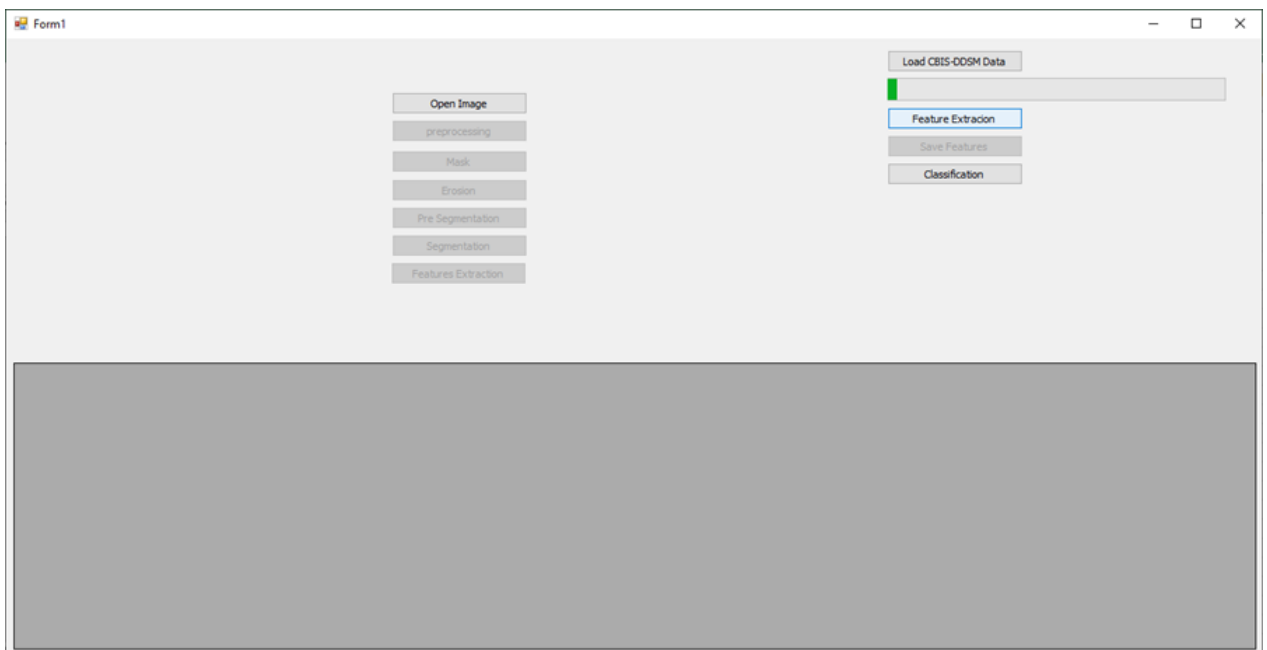 Form1
Load CBIS-DDSM Data
Open Image
Feature Extracion
preprocessing
Save Features
Mask
Classification
Erosion
Pre Segmentation
Segmentation
Features Extraction